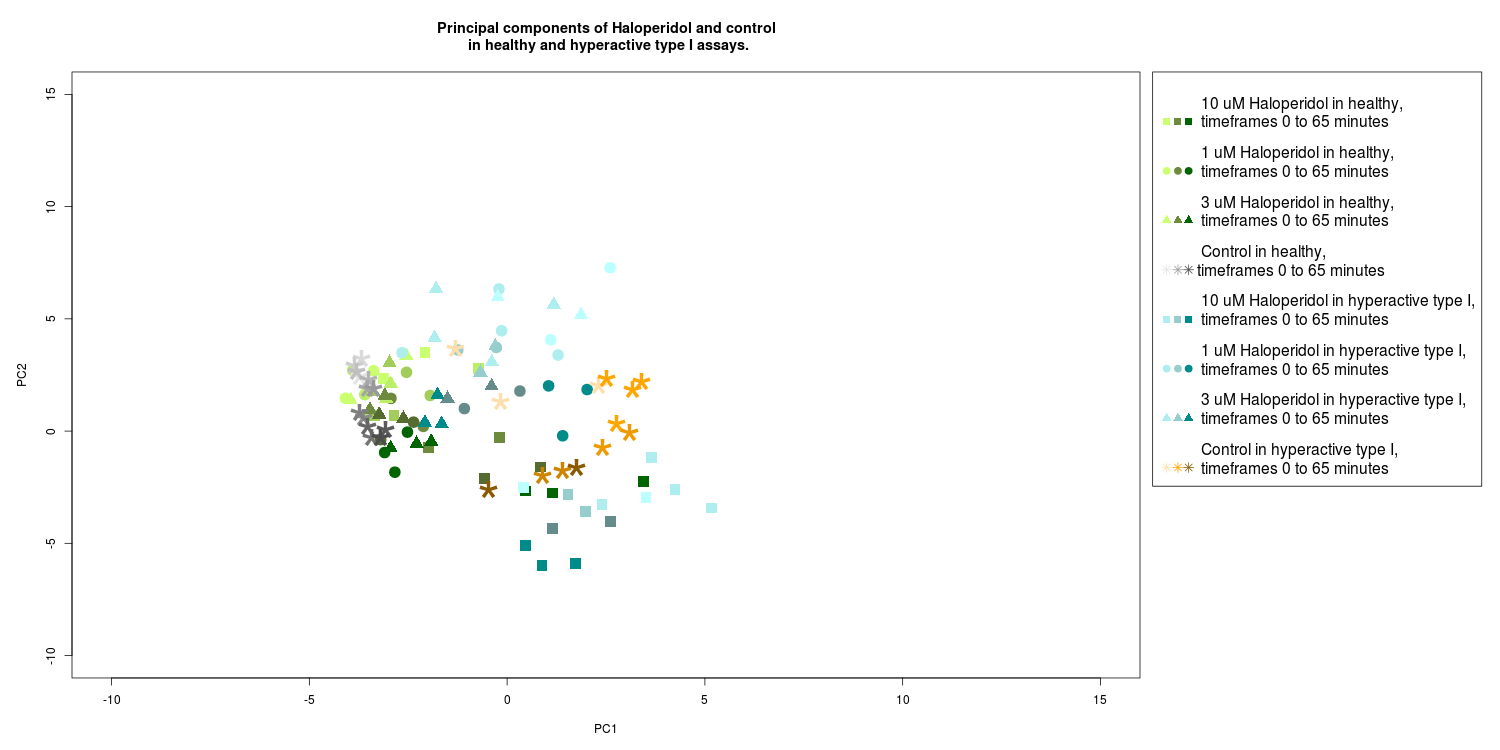 Principal components of Haloperidol and control
in healthy and hyperactive type I assays.
15
10
5
0
-5
-10
PC2
-10
-5
0
5
10
15
PC1
10 uM Haloperidol in healthy,
timeframes 0 to 65 minutes
1 uM Haloperidol in healthy,
timeframes 0 to 65 minutes
3 uM Haloperidol in healthy,
timeframes 0 to 65 minutes
Control in healthy,
timeframes 0 to 65 minutes
10 uM Haloperidol in hyperactive type I,
timeframes 0 to 65 minutes
1 uM Haloperidol in hyperactive type I,
timeframes 0 to 65 minutes
3 uM Haloperidol in hyperactive type I,
timeframes 0 to 65 minutes
Control in hyperactive type I,
timeframes 0 to 65 minutes